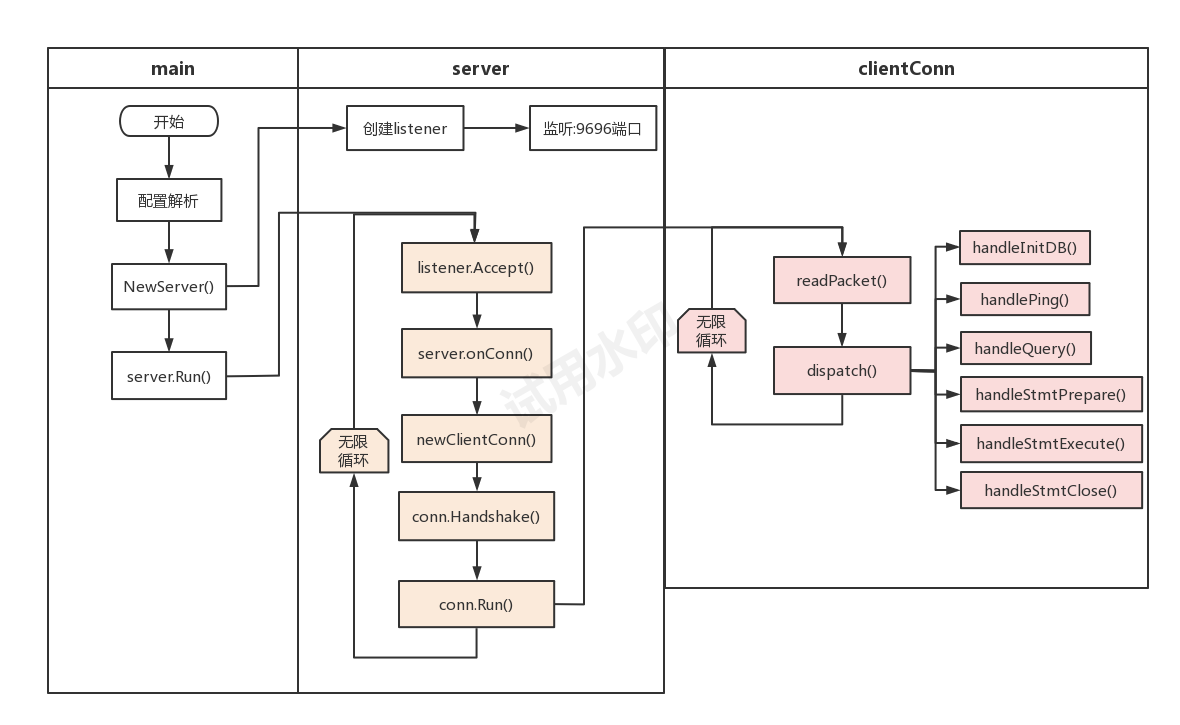 main
server
clientConn
开始
配置解析
NewServer()
server.Run()
创建listener
监听:9696端口
listener.Accept()
server.onConn()
newClientConn()
conn.Handshake()
conn.Run()
无限
循环
试用水印
readPacket()
dispatch()
无限
循环
handleInitDB()
handlePing()
handleQuery()
handleStmtPrepare()
handleStmtExecute()
handleStmtClose()